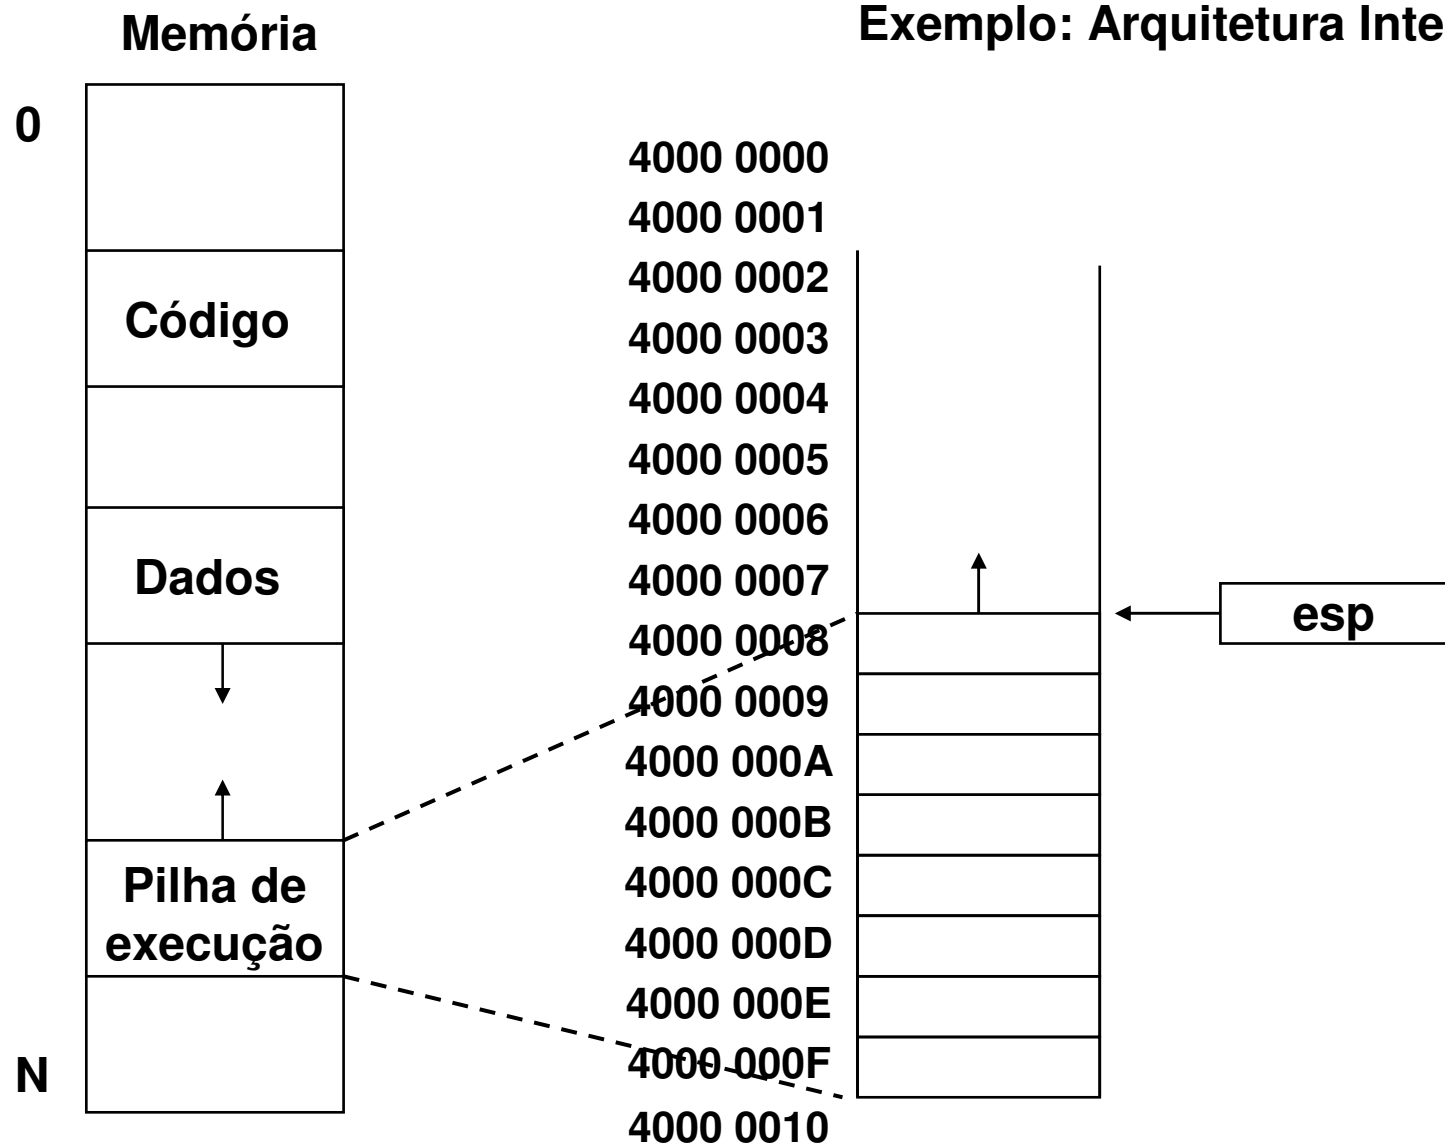 Memória
Exemplo: Arquitetura Inte
0
N
Código
Dados
Pilha de
execução
4000 0000
4000 0001
4000 0002
4000 0003
4000 0004
4000 0005
4000 0006
4000 0007
4000 0008
4000 0009
4000 000A
4000 000B
4000 000C
4000 000D
4000 000E
4000 000F
4000 0010
esp